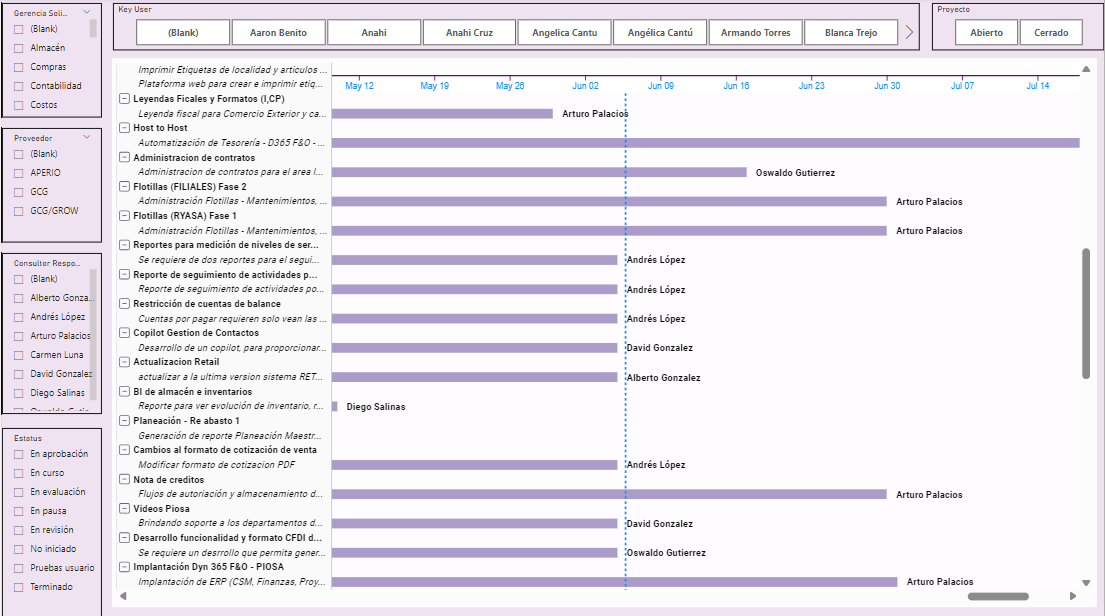 Gerencia Soli...
(Blank)
Almacén
Compras
Contabilidad
Costos
Proveedor
(Blank)
APERIO
GCG
GCG/GROW
Consultor Respo...
(Blank)
Alberto Gonza...
Andrés López
Arturo Palacios
Carmen Luna
David Gonzalez
Diego Salinas
Estatus
En aprobación
En curso
En evaluación
En pausa
En revisión
No iniciado
Pruebas usuario
Terminado
Key User
(Blank) Aaron Benito Anahi Anahi Cruz Angelica Cantu Angélica Cantú Armando Torres Blanca Trejo
Proyecto
Abierto Cerrado
Imprimir Etiquetas de localidad y articulos ...
Plataforma web para crear e imprimir etiq...
May 12 May 19 May 26 Jun 02 Jun 09 Jun 16 Jun 23 Jun 30 Jul 07 Jul 14
Leyendas Ficales y Formatos (I,CP)
Leyenda fiscal para Comercio Exterior y ca... Arturo Palacios
Host to Host
Automatización de Tesorería - D365 F&O - ...
Administracion de contratos
Administracion de contratos para el area l... Oswaldo Gutierrez
Flotillas (FILIALES) Fase 2
Administración Flotillas - Mantenimientos, ... Arturo Palacios
Flotillas (RYASA) Fase 1
Administración Flotillas - Mantenimientos, ... Arturo Palacios
Reportes para medición de niveles de ser...
Se requiere de dos reportes para el segui... Andrés López
Reporte de seguimiento de actividades p...
Reporte de seguimiento de actividades po... Andrés López
Restricción de cuentas de balance
Cuentas por pagar requieren solo vean las ... Andrés López
Copilot Gestion de Contactos
Desarrollo de un copilot, para proporcionar... David Gonzalez
Actualizacion Retail
actualizar a la ultima version sistema RET... Alberto Gonzalez
BI de almacén e inventarios
Reporte para ver evolución de inventario, r... Diego Salinas
Planeación - Re abasto 1
Generación de reporte Planeación Maestr...
Cambios al formato de cotización de venta
Modificar formato de cotizacion PDF Andrés López
Nota de creditos
Flujos de autoriación y almacenamiento d... Arturo Palacios
Videos Piosa
Brindando soporte a los departamentos d... David Gonzalez
Desarrollo funcionalidad y formato CFDI d...
Se requiere un desrrollo que permita gener... Oswaldo Gutierrez
Implantación Dyn 365 F&O - PIOSA
Implantación de ERP (CSM, Finanzas, Proy... Arturo Palacios